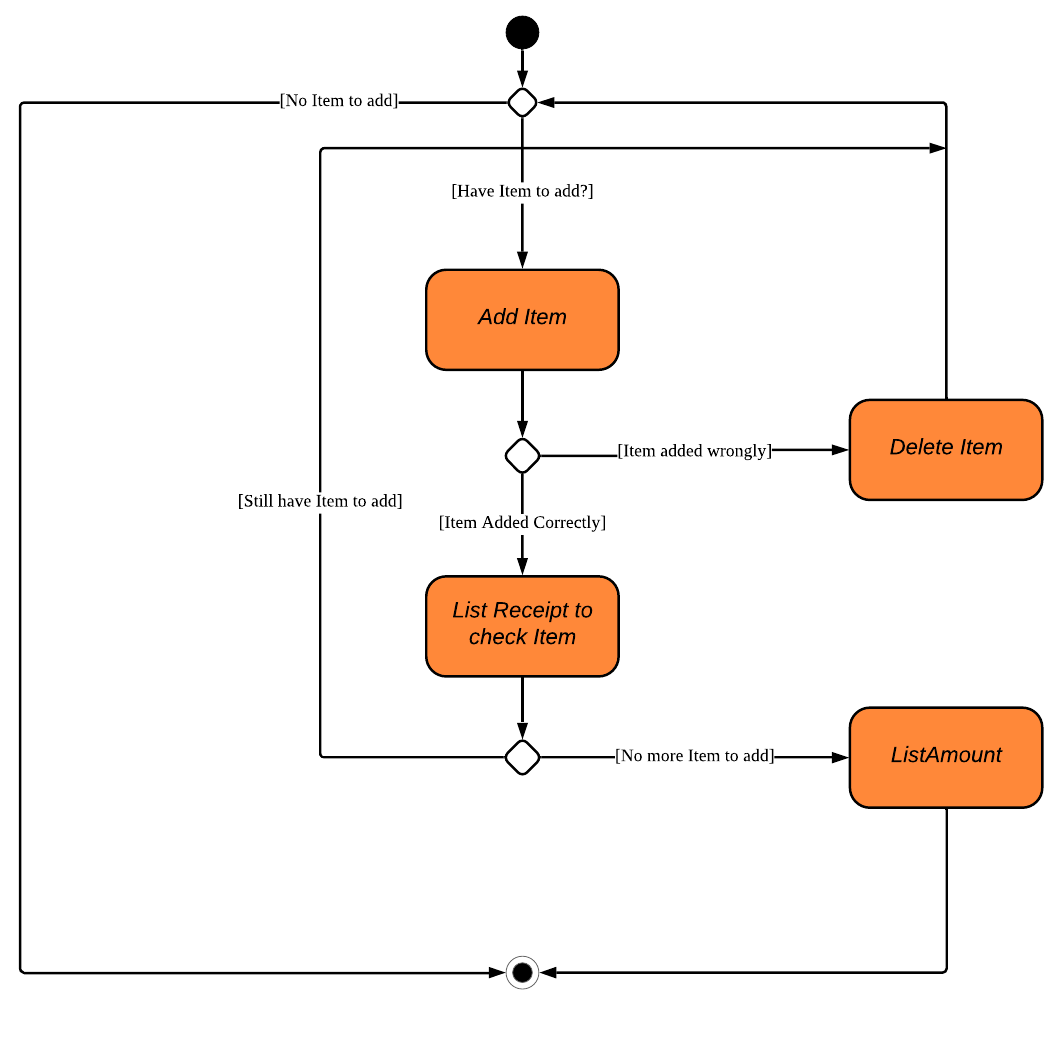 [No Item to add]
[Have Item to add?]
Add Item
[Item added wrongly]
Delete Item
[Still have Item to add]
[Item Added Correctly]
List Receipt to
check Item
[No more Item to add]
ListAmount